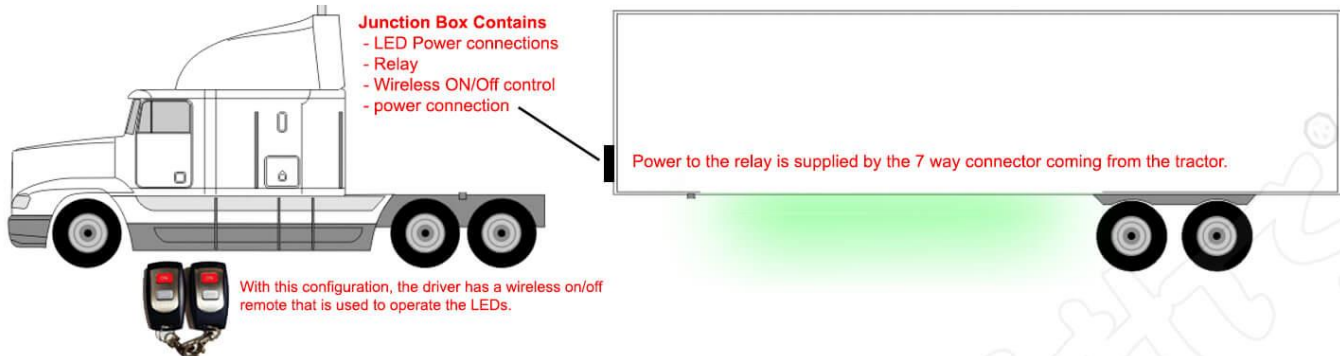 Junction Box Contains
- LED Power connections
- Relay
- Wireless ON/Off control
- power connection
Power to the relay is supplied by the 7 way connector coming from the tractor.
With this configuration, the driver has a wireless on/off
remote that is used to operate the LEDs.